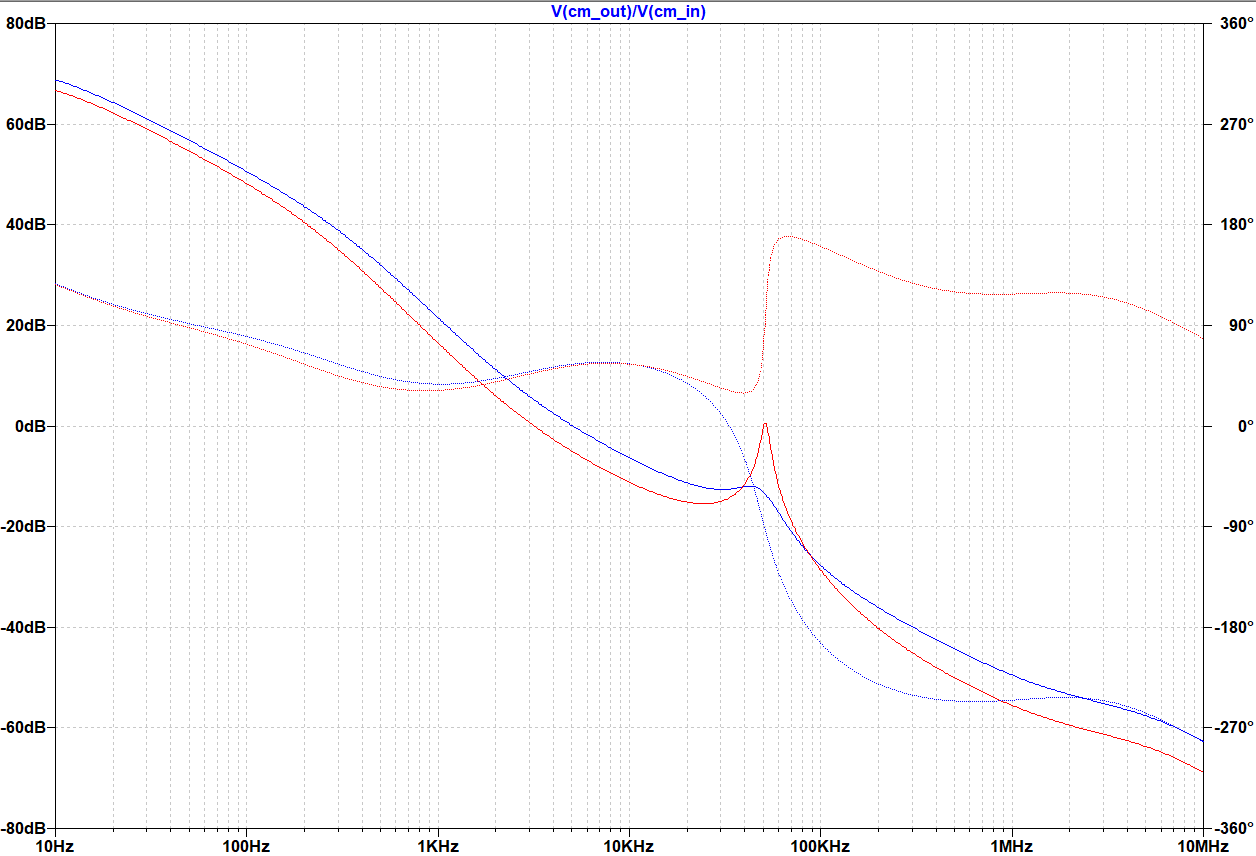 V(cm_out)/V(cm_in)
80dB
60dB
40dB
20dB
0dB
-20dB
-40dB
-60dB
-80dB
360°
270°
180°
90°
0°
-90°
-180°
-270°
-360°
10Hz 100Hz 1KHz 10KHz 100KHz 1MHz 10MHz